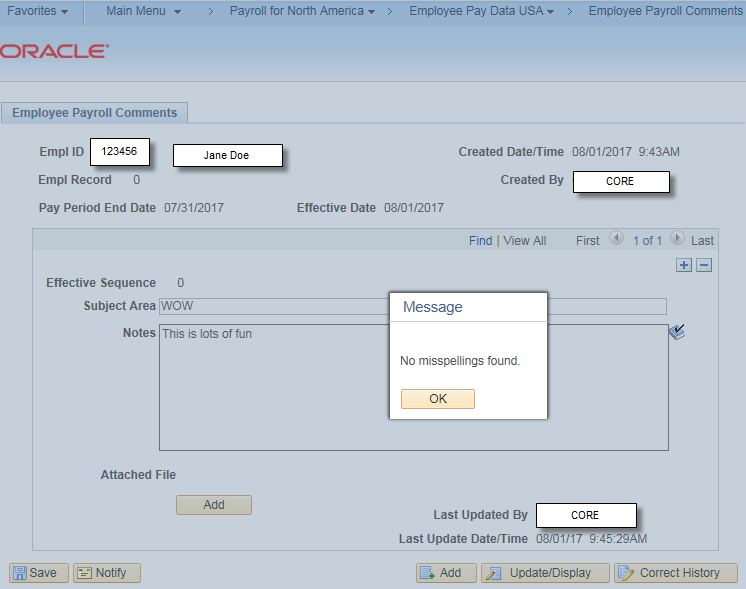 Favorites Main Menu > Payroll for North America > Employee Pay Data USA > Employee Payroll Comments
ORACLE'
Employee Payroll Comments
Empl ID 123456 Jane Doe Created Date/Time 08/01/2017 9:43AM
Empl Record 0 Created By CORE
Pay Period End Date 07/31/2017 Effective Date 08/01/2017
Find | View All First 1 of 1 Last
Effective Sequence 0
Subject Area WOW
Message
Notes This is lots of fun
No misspellings found.
OK
Attached File
Add
Last Updated By CORE
Last Update Date/Time 08/01/17 9:45:29AM
Save Notify Add Update/Display Correct History